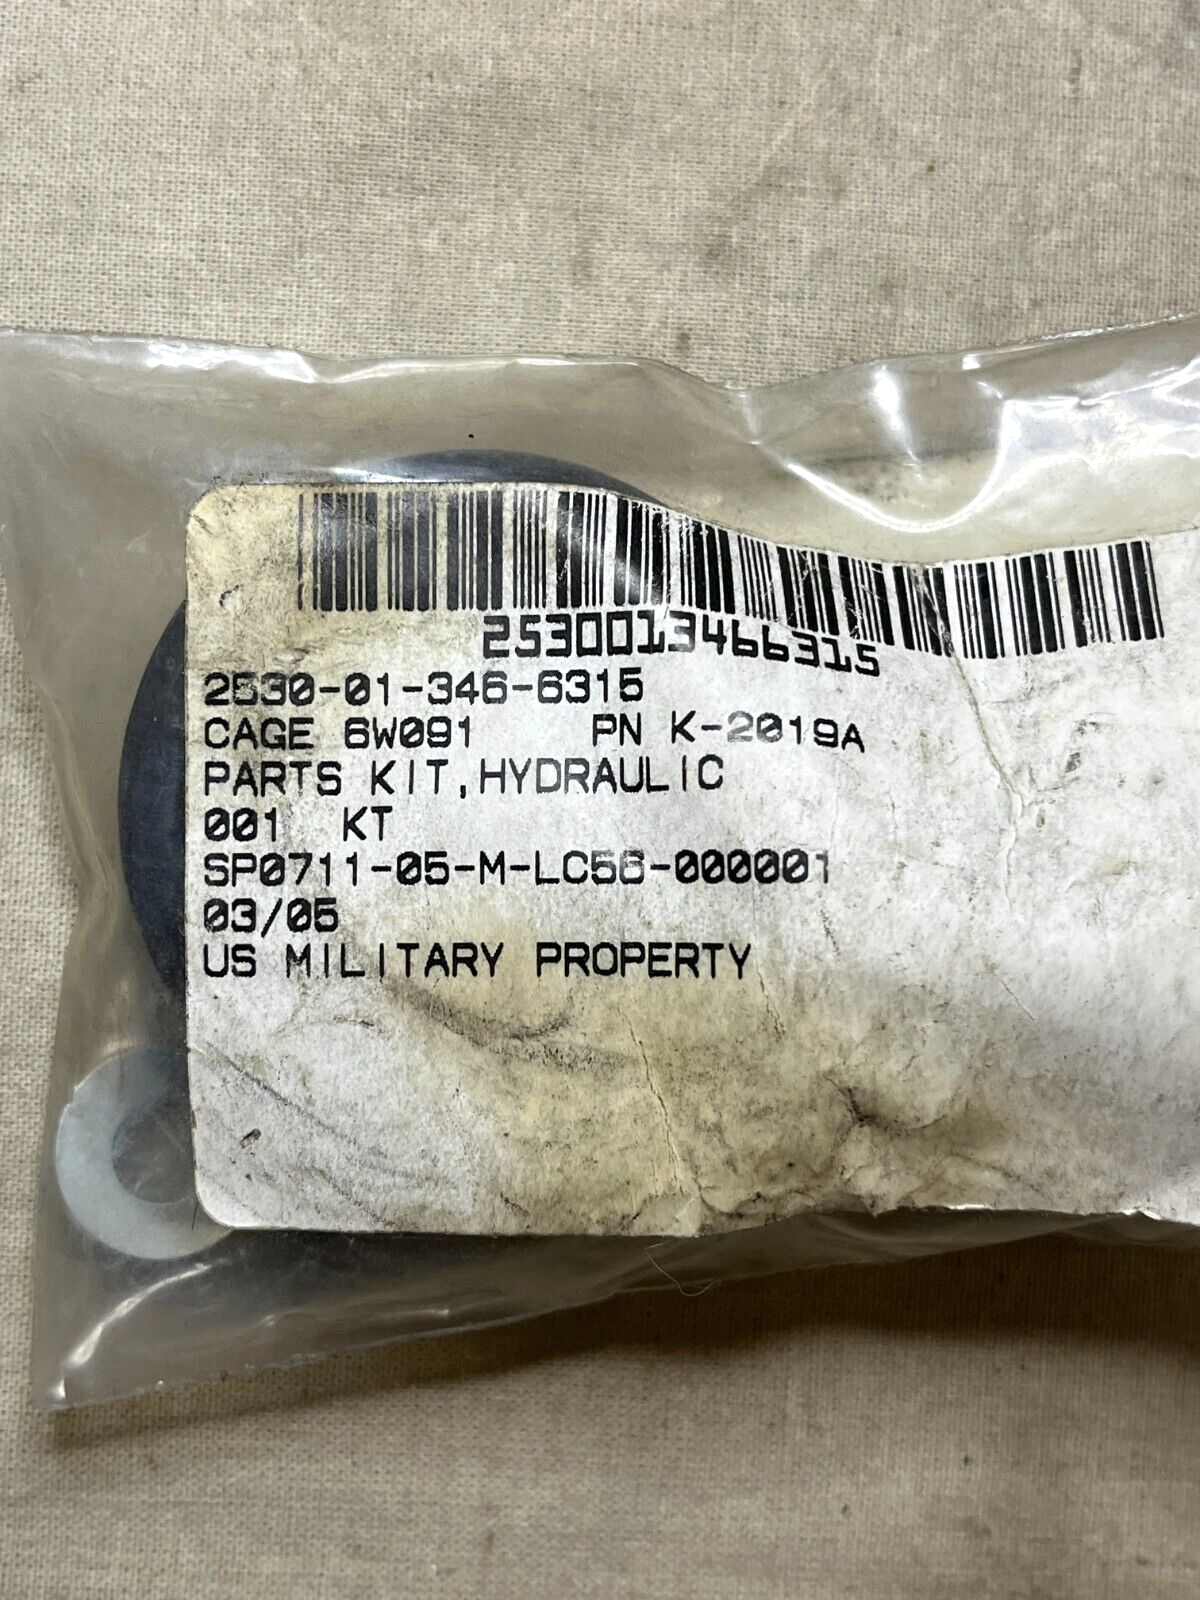 2530013466315
2530-01-346-6315
CAGE 6W091 PN K-2019A
PARTS KIT,HYDRAULIC
001 KT
SP0711-05-M-LC56-000001
03/05
US MILITARY PROPERTY